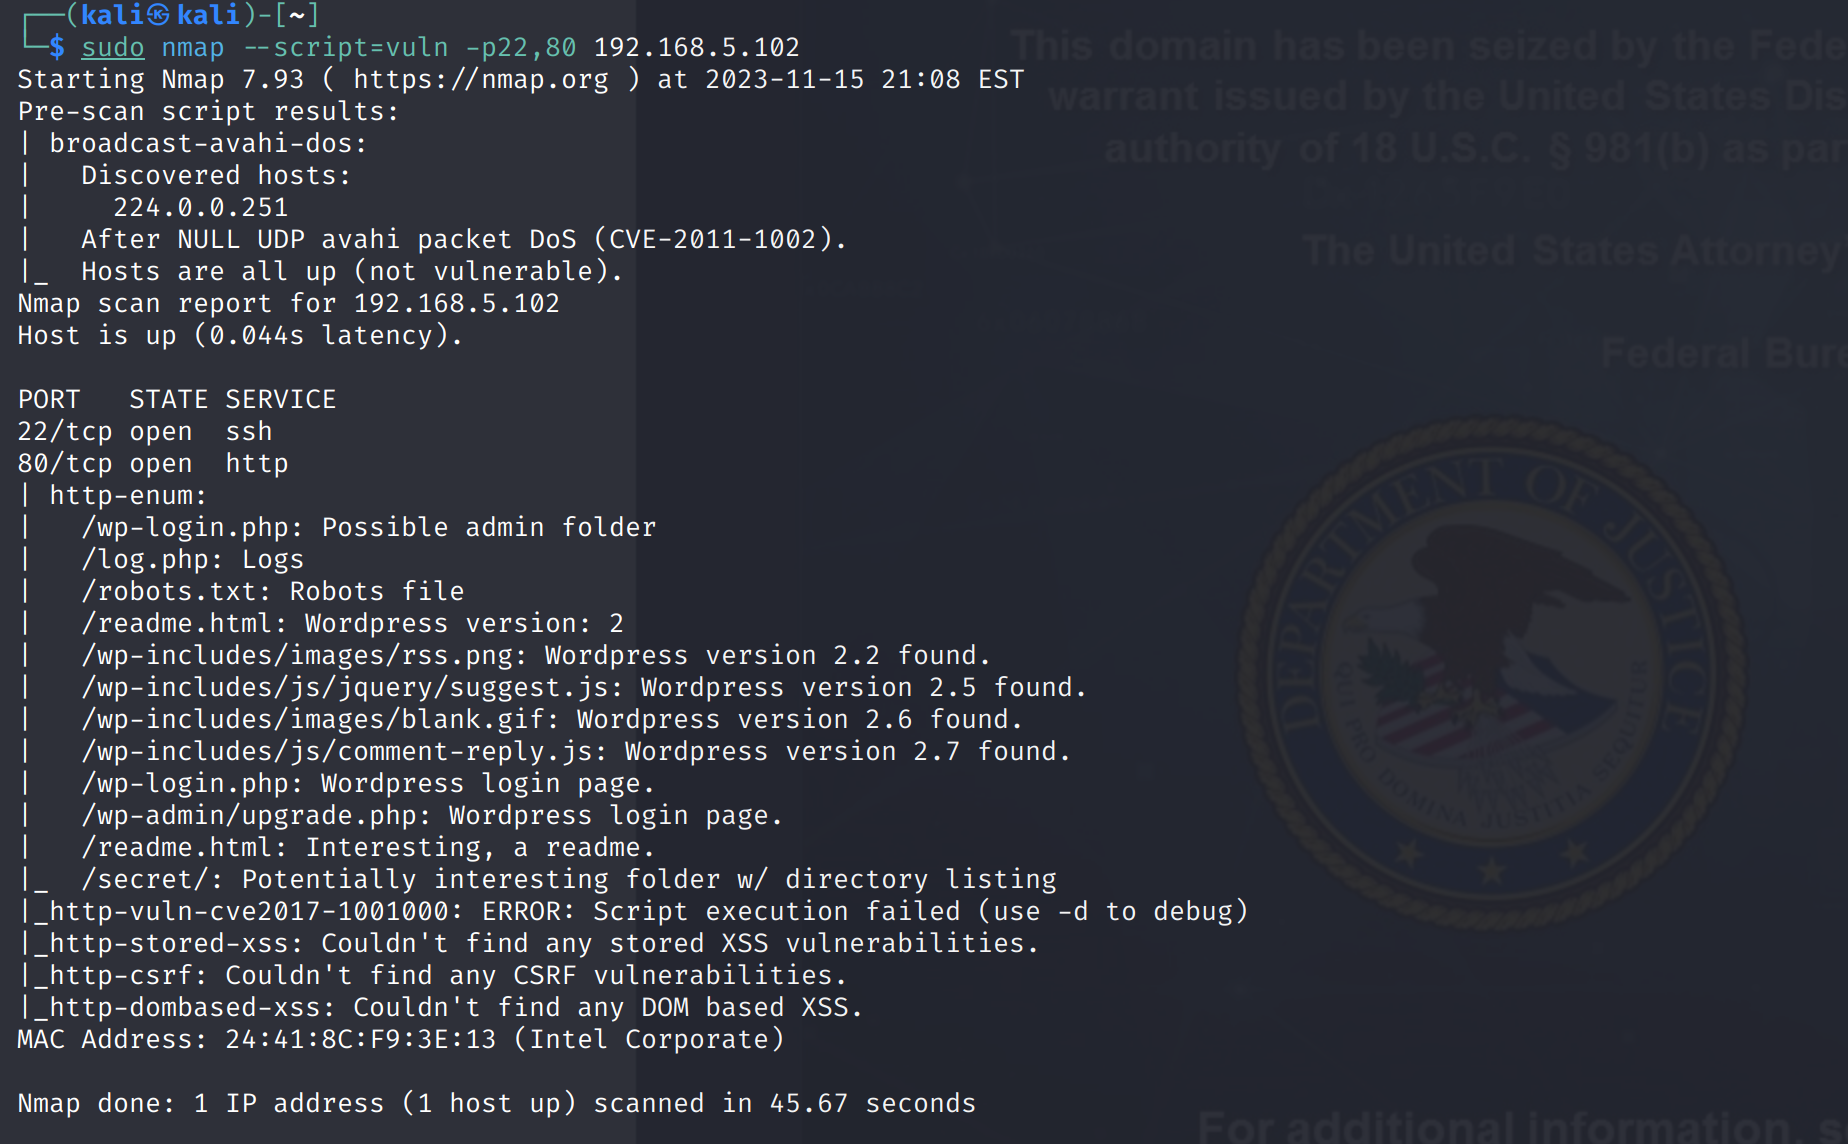 ┌──(kali㉿kali)-[~]
└─$ sudo nmap --script=vuln -p22,80 192.168.5.102
Starting Nmap 7.93 ( https://nmap.org ) at 2023-11-15 21:08 EST
Pre-scan script results:
| broadcast-avahi-dos:
|   Discovered hosts:
|     224.0.0.251
|   After NULL UDP avahi packet DoS (CVE-2011-1002).
|_  Hosts are all up (not vulnerable).
Nmap scan report for 192.168.5.102
Host is up (0.044s latency).

PORT   STATE SERVICE
22/tcp open  ssh
80/tcp open  http
| http-enum:
|   /wp-login.php: Possible admin folder
|   /log.php: Logs
|   /robots.txt: Robots file
|   /readme.html: Wordpress version: 2
|   /wp-includes/images/rss.png: Wordpress version 2.2 found.
|   /wp-includes/js/jquery/suggest.js: Wordpress version 2.5 found.
|   /wp-includes/images/blank.gif: Wordpress version 2.6 found.
|   /wp-includes/js/comment-reply.js: Wordpress version 2.7 found.
|   /wp-login.php: Wordpress login page.
|   /wp-admin/upgrade.php: Wordpress login page.
|   /readme.html: Interesting, a readme.
|_  /secret/: Potentially interesting folder w/ directory listing
|_http-vuln-cve2017-1001000: ERROR: Script execution failed (use -d to debug)
|_http-stored-xss: Couldn't find any stored XSS vulnerabilities.
|_http-csrf: Couldn't find any CSRF vulnerabilities.
|_http-dombased-xss: Couldn't find any DOM based XSS.
MAC Address: 24:41:8C:F9:3E:13 (Intel Corporate)

Nmap done: 1 IP address (1 host up) scanned in 45.67 seconds
This domain has been seized by the Fede
warrant issued by the United States Dis
authority of 18 U.S.C. § 981(b) as par
The United States Attorney'
Federal Bure
DEPARTMENT OF JUSTICE
QUI PRO DOMINA JUSTITIA SEQUITUR
For additional information, s